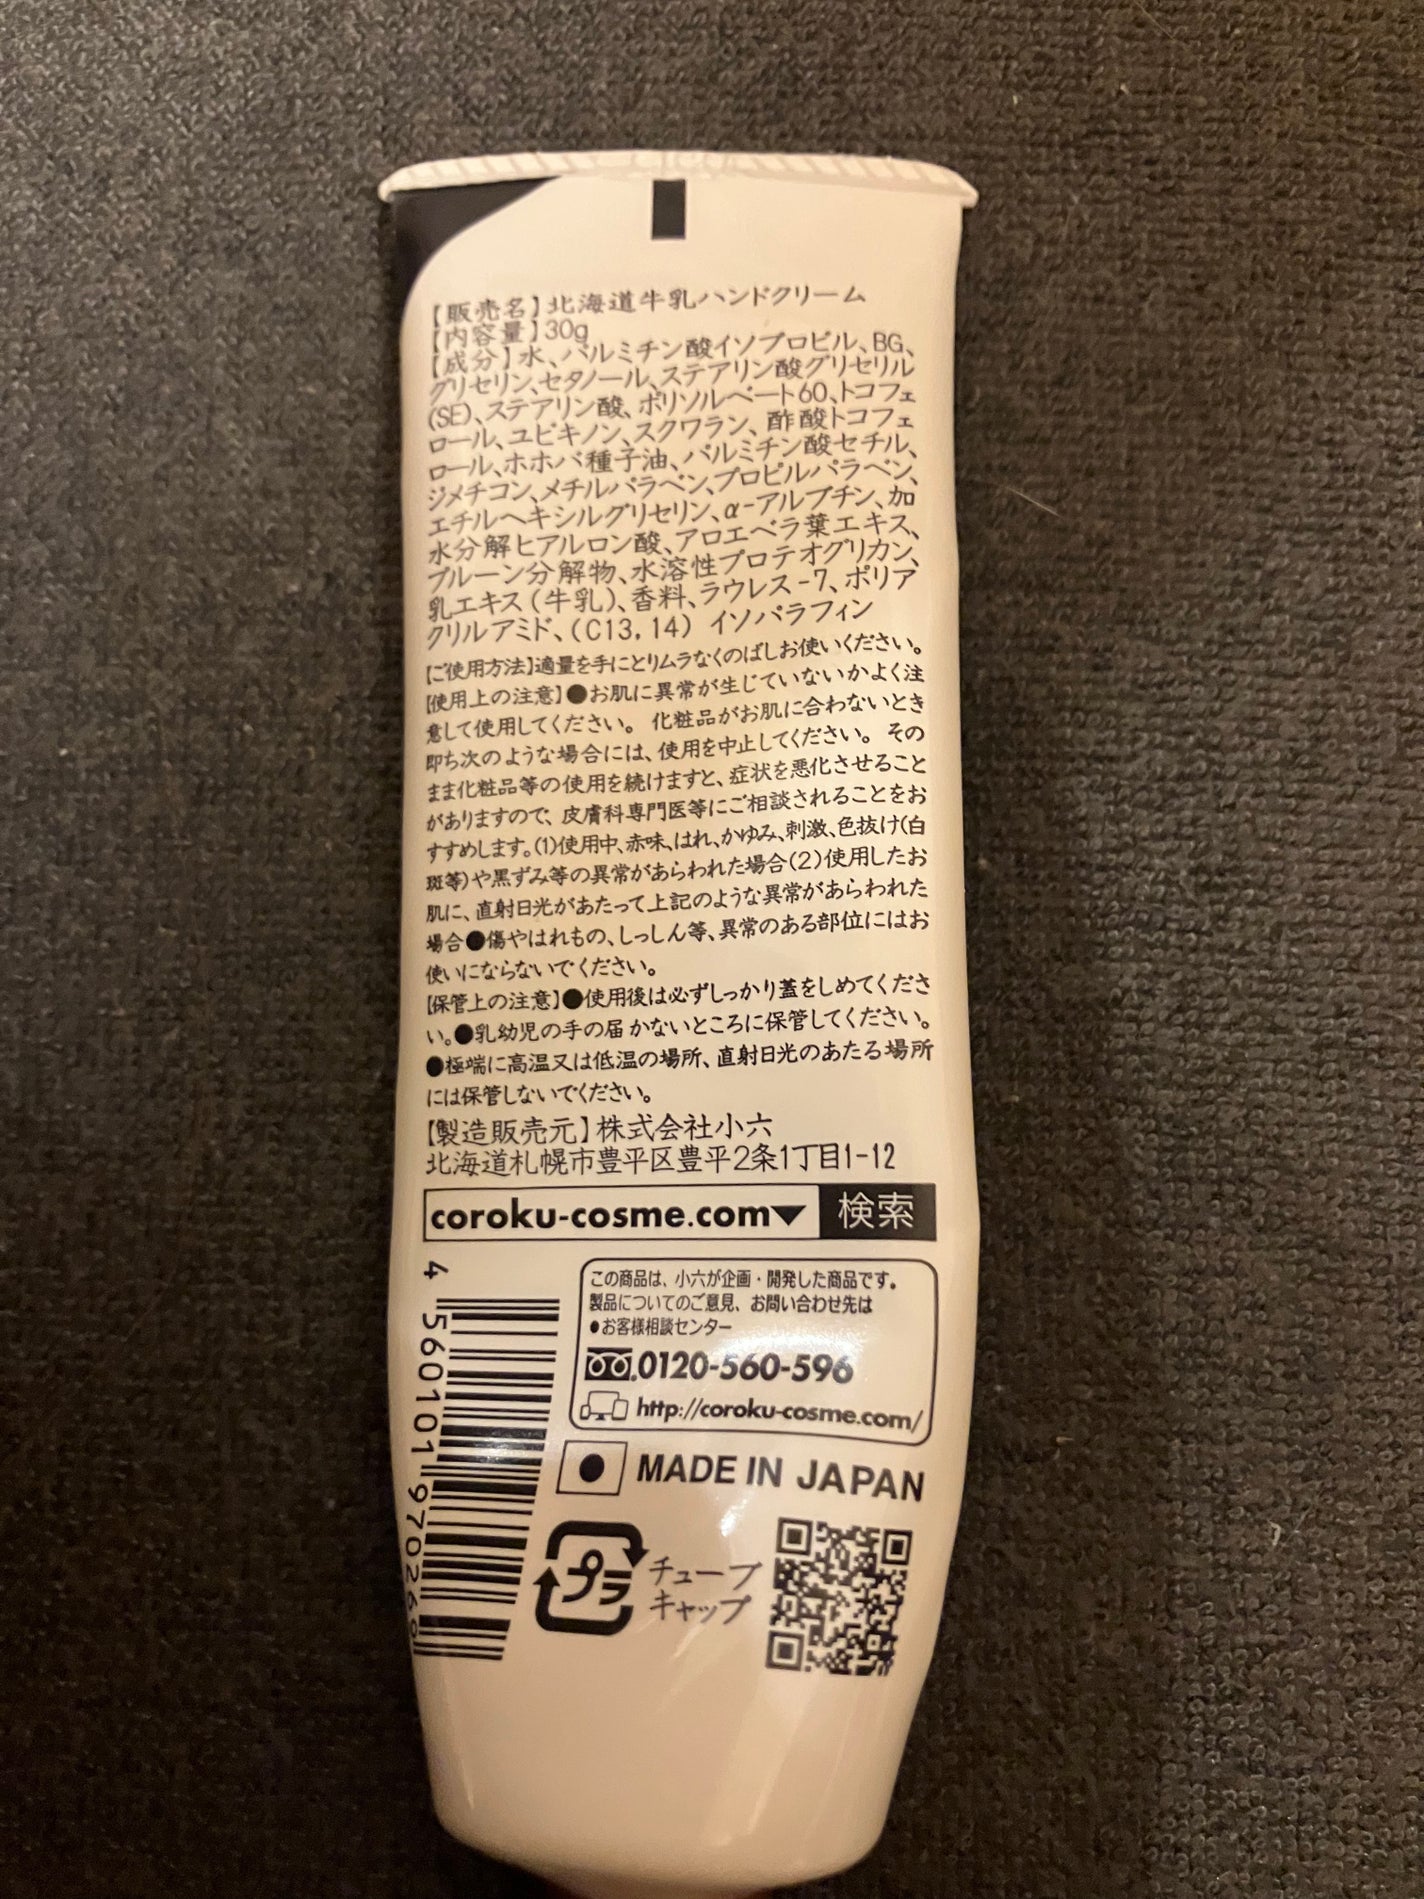 【販売名】北海道牛乳ハンドクリーム
【内容量】30g
【成分】水、パルミチン酸イソプロピル、BG、
グリセリン、セタノール、ステアリン酸グリセリル
(SE)、ステアリン酸、ポリソルベート60、トコフェ
ロール、ユビキノン、スクワラン、酢酸トコフェ
ロール、ホホバ種子油、パルミチン酸セチル、
ジメチコン、メチルパラベン、プロピルパラベン、
エチルヘキシルグリセリン、α-アルブチン、加
水分解ヒアルロン酸、アロエベラ葉エキス、
プルーン分解物、水溶性プロテオグリカン、
乳エキス(牛乳)、香料、ラウレス-7、ポリア
クリルアミド、(C13,14) イソパラフィン
【ご使用方法】適量を手にとりムラなくのばしお使いください。
【使用上の注意】●お肌に異常が生じていないかよく注
意して使用してください。 化粧品がお肌に合わないとき
即ち次のような場合には、使用を中止してください。 その
まま化粧品等の使用を続けますと、症状を悪化させること
がありますので、皮膚科専門医等にご相談されることをお
すすめします。(1)使用中、赤味、はれ、かゆみ、刺激、色抜け(白
斑等)や黒ずみ等の異常があらわれた場合(2)使用したお
肌に、直射日光があたって上記のような異常があらわれた
場合●傷やはれもの、しっしん等、異常のある部位にはお
使いにならないでください。
【保管上の注意】●使用後は必ずしっかり蓋をしめてくださ
い。●乳幼児の手の届かないところに保管してください。
●極端に高温又は低温の場所、直射日光のあたる場所
には保管しないでください。
【製造販売元】株式会社小六
北海道札幌市豊平区豊平2条1丁目1-12
coroku-cosme.com▼ 検索
この商品は、小六が企画・開発した商品です。
製品についてのご意見、お問い合わせ先は
●お客様相談センター
0120-560-596
http://coroku-cosme.com/
MADE IN JAPAN
プラ
チューブ
キャップ
4 560101 970269